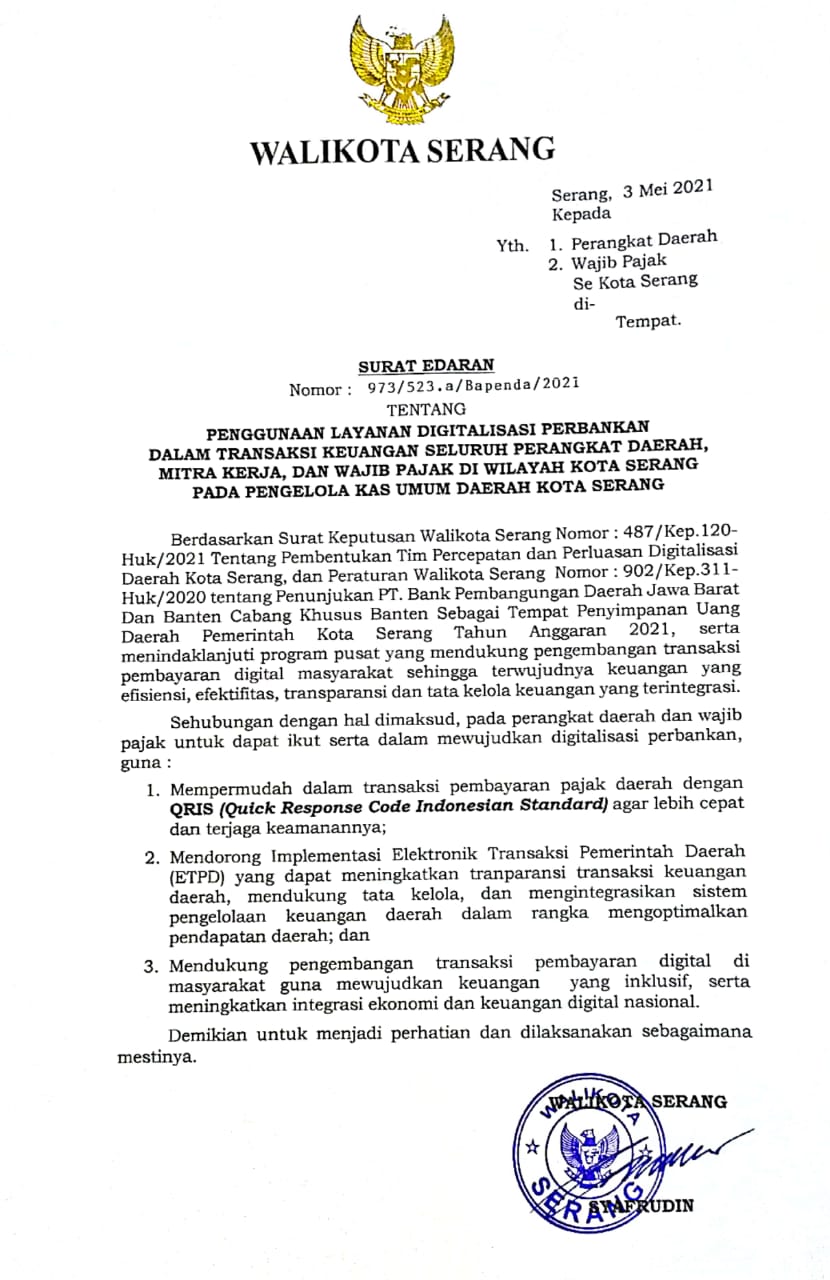 WALIKOTA SERANG
Serang, 3 Mei 2021
Kepada
Yth. 1. Perangkat Daerah
2. Wajib Pajak
Se Kota Serang
di-
Tempat.
SURAT EDARAN
Nomor : 973/523.a/Bapenda/2021
TENTANG
PENGGUNAAN LAYANAN DIGITALISASI PERBANKAN
DALAM TRANSAKSI KEUANGAN SELURUH PERANGKAT DAERAH,
MITRA KERJA, DAN WAJIB PAJAK DI WILAYAH KOTA SERANG
PADA PENGELOLA KAS UMUM DAERAH KOTA SERANG
Berdasarkan Surat Keputusan Walikota Serang Nomor : 487/Kep.120-
Huk/2021 Tentang Pembentukan Tim Percepatan dan Perluasan Digitalisasi
Daerah Kota Serang, dan Peraturan Walikota Serang Nomor : 902/Kep.311-
Huk/2020 tentang Penunjukan PT. Bank Pembangungan Daerah Jawa Barat
Dan Banten Cabang Khusus Banten Sebagai Tempat Penyimpanan Uang
Daerah Pemerintah Kota Serang Tahun Anggaran 2021, serta
menindaklanjuti program pusat yang mendukung pengembangan transaksi
pembayaran digital masyarakat sehingga terwujudnya keuangan yang
efisiensi, efektifitas, transparansi dan tata kelola keuangan yang terintegrasi.
Sehubungan dengan hal dimaksud, pada perangkat daerah dan wajib
pajak untuk dapat ikut serta dalam mewujudkan digitalisasi perbankan,
guna :
1. Mempermudah dalam transaksi pembayaran pajak daerah dengan
QRIS (Quick Response Code Indonesian Standard) agar lebih cepat
dan terjaga keamanannya;
2. Mendorong Implementasi Elektronik Transaksi Pemerintah Daerah
(ETPD) yang dapat meningkatkan tranparansi transaksi keuangan
daerah, mendukung tata kelola, dan mengintegrasikan sistem
pengelolaan keuangan daerah dalam rangka mengoptimalkan
pendapatan daerah; dan
3. Mendukung pengembangan transaksi pembayaran digital di
masyarakat guna mewujudkan keuangan yang inklusif, serta
meningkatkan integrasi ekonomi dan keuangan digital nasional.
Demikian untuk menjadi perhatian dan dilaksanakan sebagaimana
mestinya.
WALIKOTA SERANG
WALIKOTA
SERANG
SYAFRUDIN